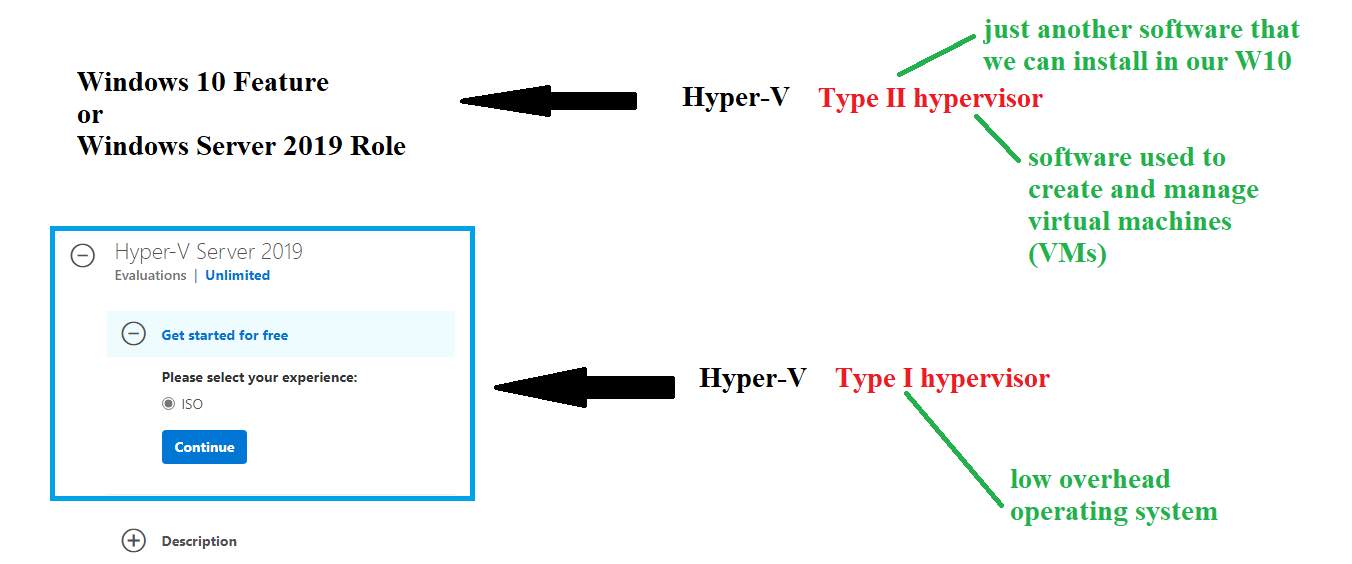 just another software that
we can install in our W10
Windows 10 Feature
or
Windows Server 2019 Role
Hyper-V Type II hypervisor
software used to
create and manage
virtual machines
(VMs)
Hyper-V Server 2019
Evaluations | Unlimited
Get started for free
Please select your experience:
ISO
Continue
Hyper-V Type I hypervisor
low overhead
operating system
Description